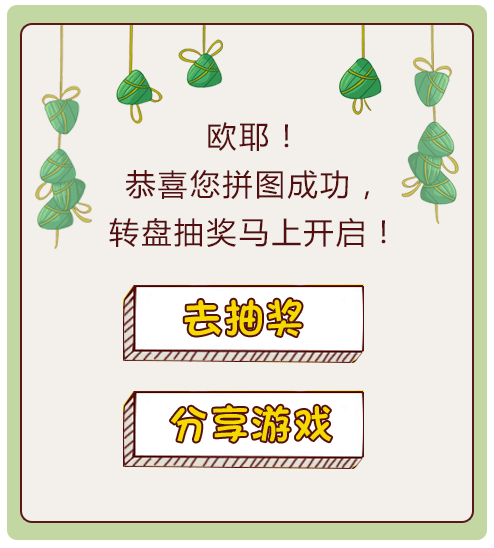 欧耶！
恭喜您拼图成功，
转盘抽奖马上开启！
去抽奖
分享游戏